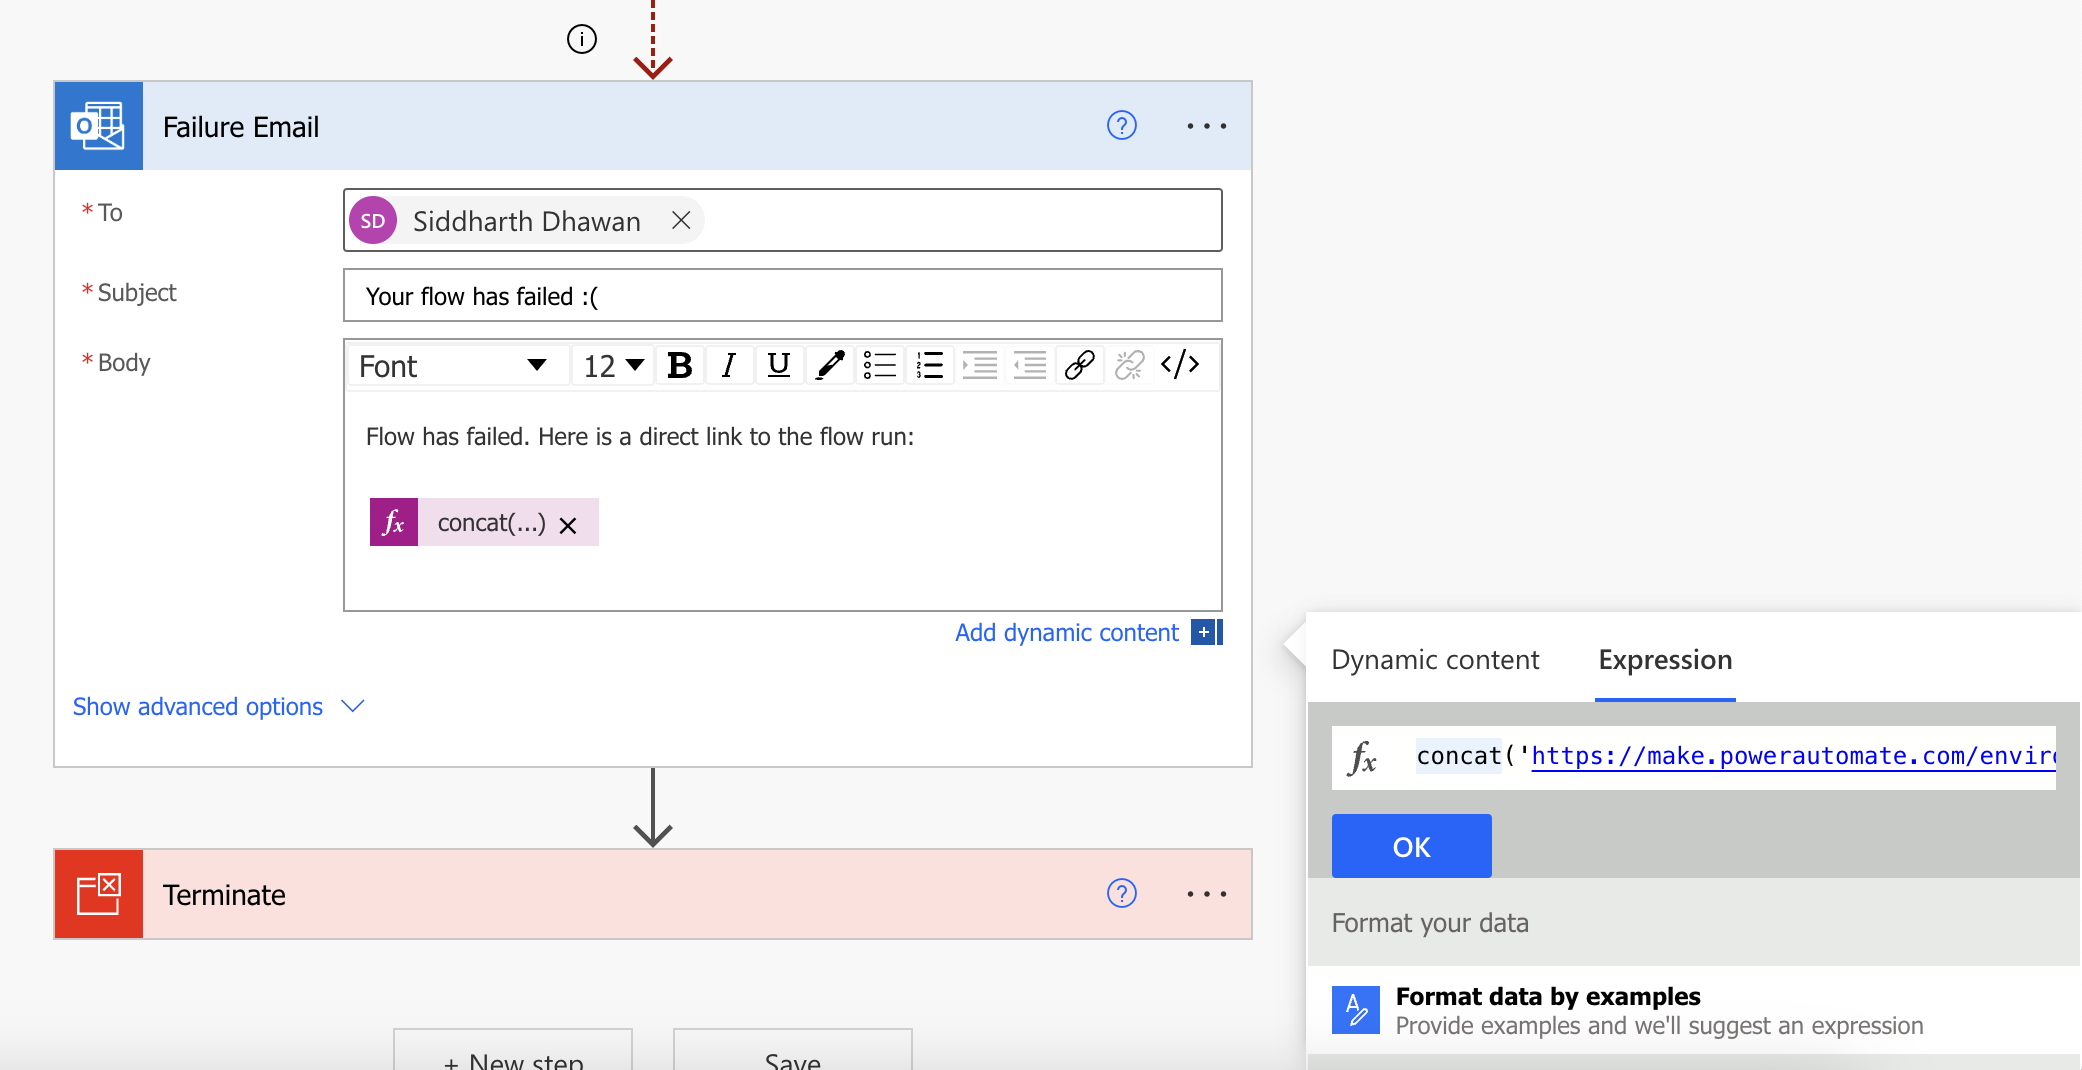 Failure Email
?
...
* To
SD
Siddharth Dhawan
* Subject
Your flow has failed :(
* Body
Font 12 B I U </>
Flow has failed. Here is a direct link to the flow run:
fx concat(...)
Add dynamic content
Show advanced options
Terminate
?
...
+ New step
Save
Dynamic content
Expression
fx concat('https://make.powerautomate.com/enviro
OK
Format your data
Format data by examples
Provide examples and we'll suggest an expression